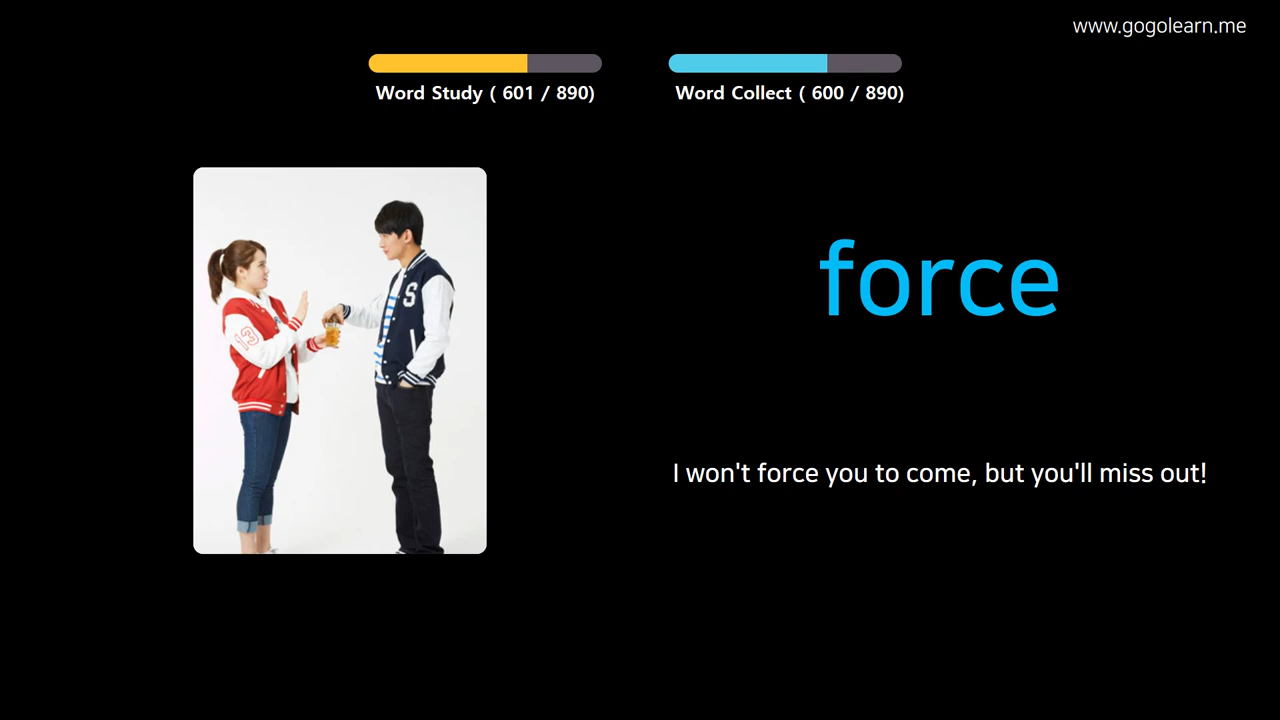 www.gogolearn.me
Word Study ( 601 / 890)
Word Collect ( 600 / 890)
S
13
force
I won't force you to come, but you'll miss out!